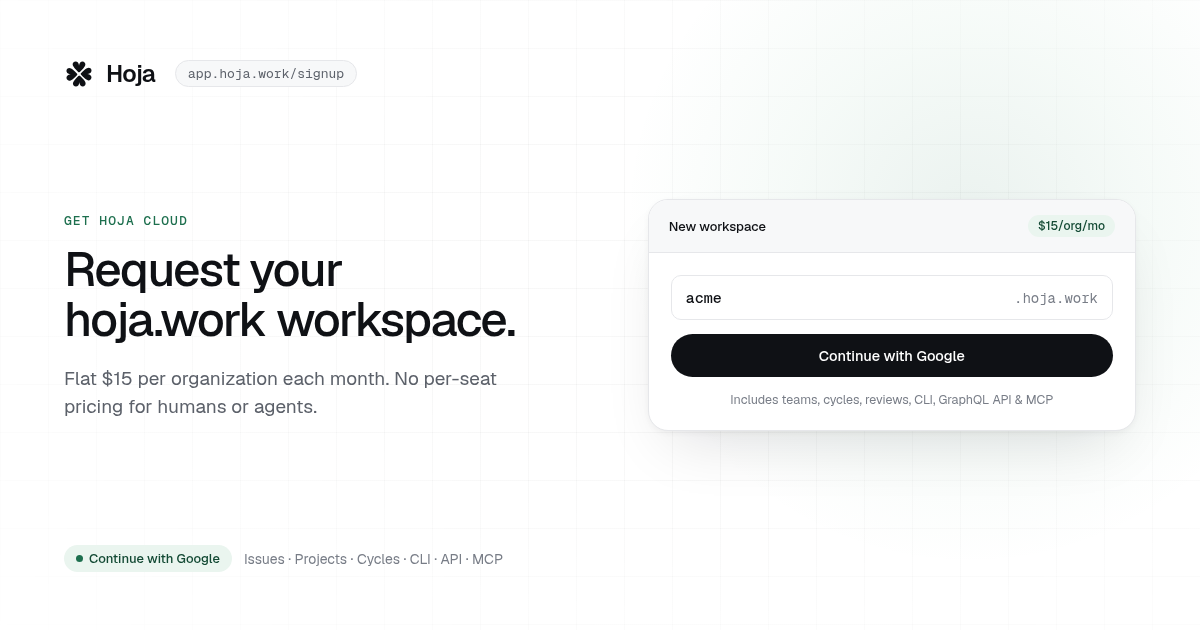 Hoja
app.hoja.work/signup
GET HOJA CLOUD
Request your
hoja.work workspace.
Flat $15 per organization each month. No per-seat
pricing for humans or agents.
New workspace
$15/org/mo
acme
.hoja.work
Continue with Google
Includes teams, cycles, reviews, CLI, GraphQL API & MCP
Continue with Google
Issues · Projects · Cycles · CLI · API · MCP